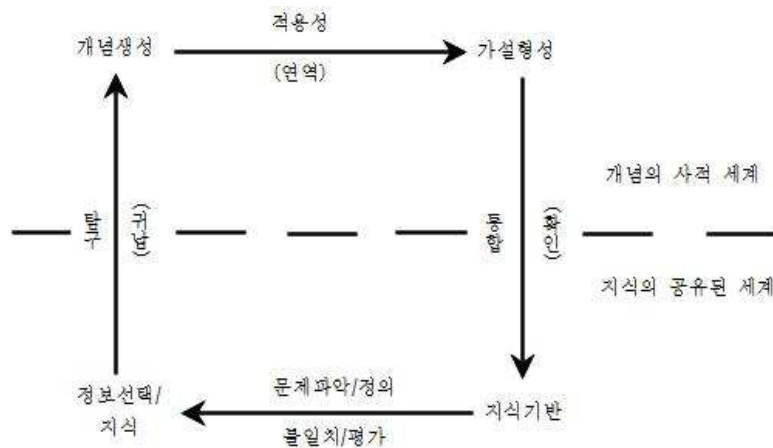 적용성
개념생성
가설형성
(연역)
개념의 사적 세계
탐구
(귀납)
통합
(확인)
지식의 공유된 세계
정보선택/
지식
문제파악/정의
지식기반
불일치/평가